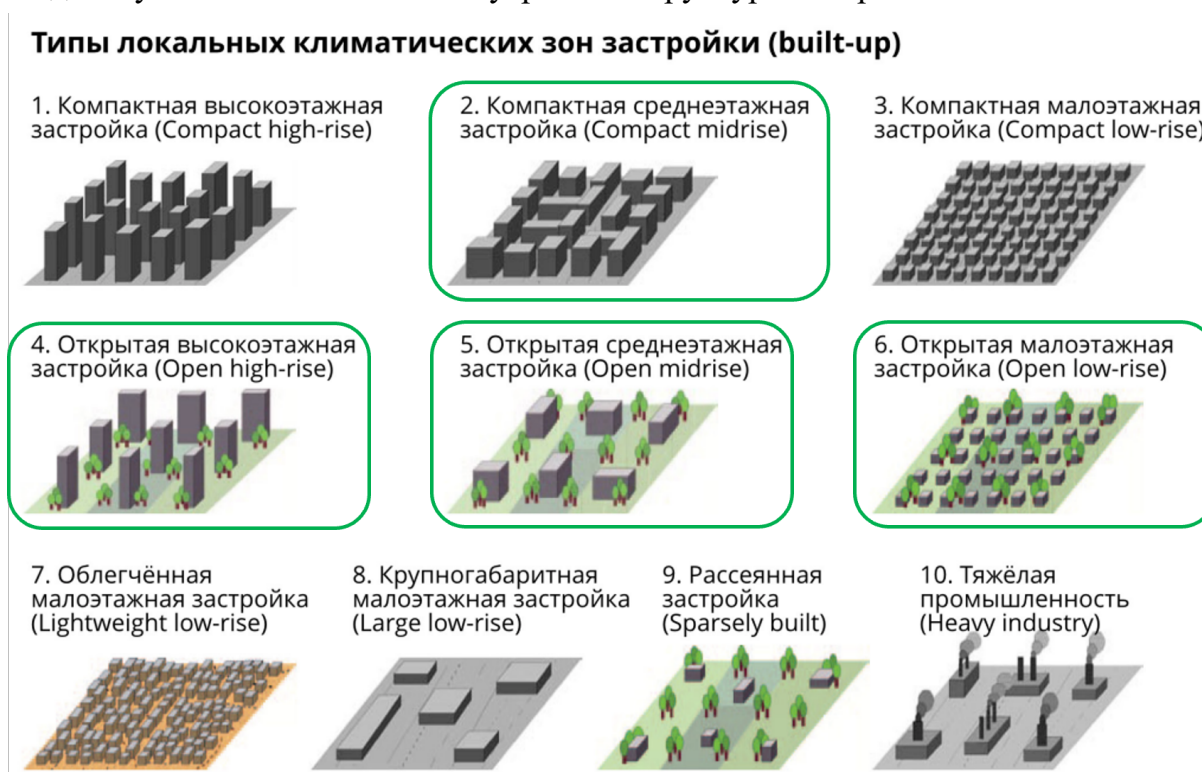 Типы локальных климатических зон застройки (built-up)
1. Компактная высокоэтажная
застройка (Compact high-rise)
2. Компактная среднеэтажная
застройка (Compact midrise)
3. Компактная малоэтажная
застройка (Compact low-rise)
4. Открытая высокоэтажная
застройка (Open high-rise)
5. Открытая среднеэтажная
застройка (Open midrise)
6. Открытая малоэтажная
застройка (Open low-rise)
7. Облегчённая
малоэтажная застройка
(Lightweight low-rise)
8. Крупногабаритная
малоэтажная застройка
(Large low-rise)
9. Рассеянная
застройка
(Sparsely built)
10. Тяжёлая
промышленность
(Heavy industry)